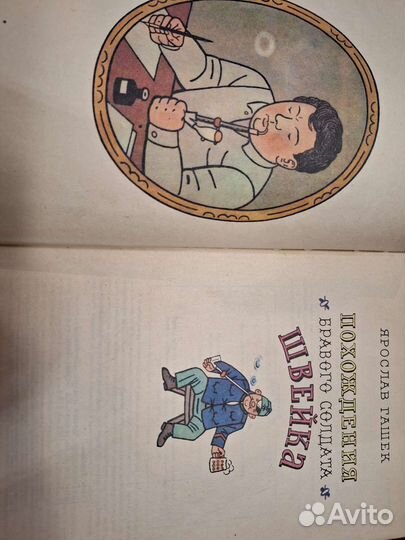 ЯРОСЛАВ ГАШЕК
ПОХОЖДЕНИЯ
БРАВОГО СОЛДАТА
ШВЕЙКА
Avito